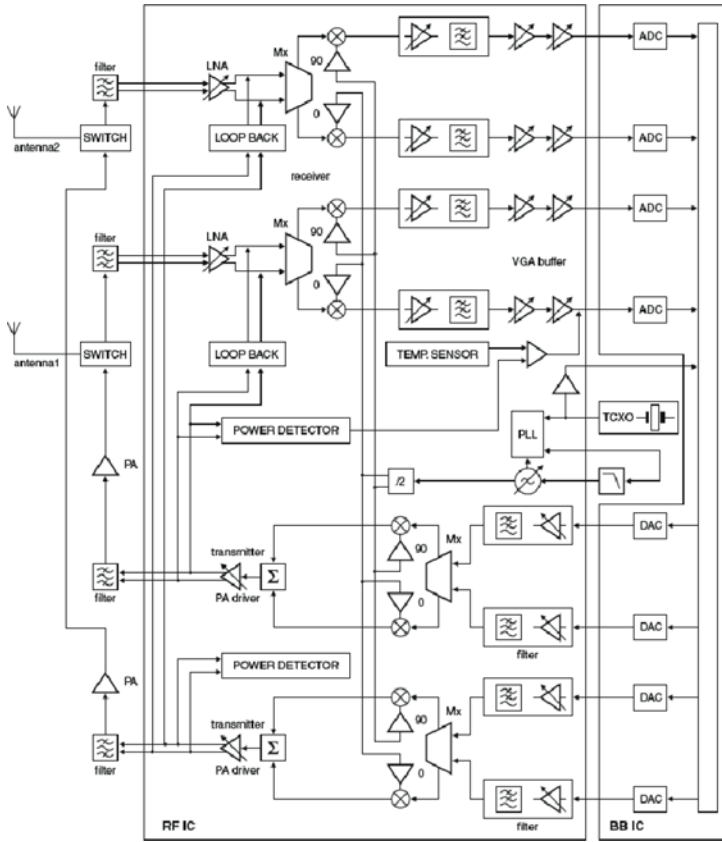 Mx
90
ADC
filter
LNA
0
SWITCH
LOOP BACK
ADC
antenna2
receiver
Mx
90
ADC
filter
LNA
0
VGA buffer
ADC
SWITCH
LOOP BACK
TEMP. SENSOR
antenna1
POWER DETECTOR
PLL
TCXO
PA
/2
DAC
transmitter
90
Mx
Σ
filter
PA driver
0
DAC
filter
POWER DETECTOR
PA
DAC
transmitter
90
Mx
Σ
filter
PA driver
0
DAC
filter
RF IC
BB IC